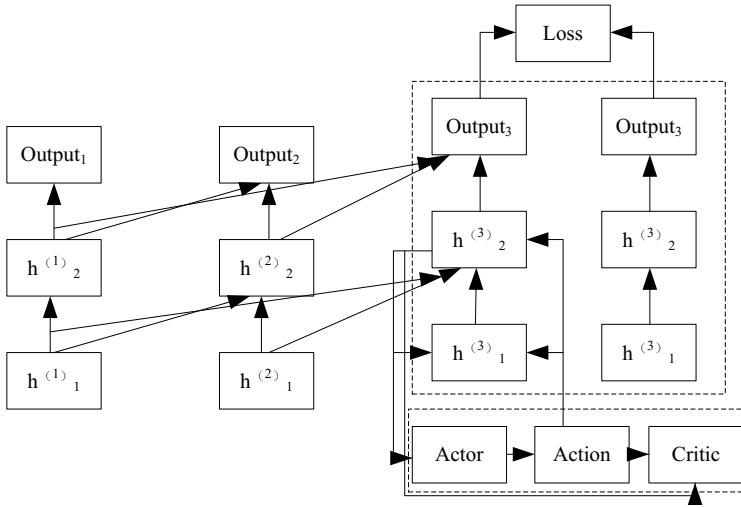 Loss
Output₁ Output₂ Output₃ Output₃
h⁽¹⁾₂ h⁽²⁾₂ h⁽³⁾₂ h⁽³⁾₂
h⁽¹⁾₁ h⁽²⁾₁ h⁽³⁾₁ h⁽³⁾₁
Actor Action Critic